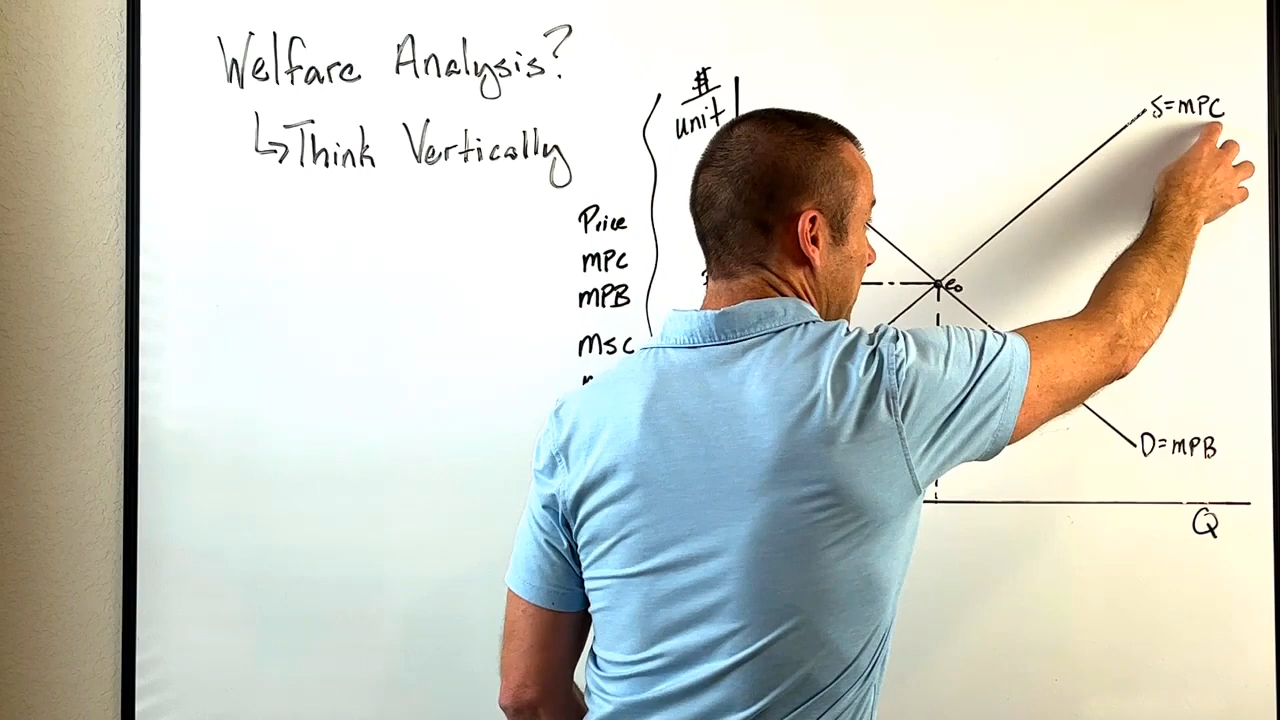 Welfare Analysis?
↳Think Vertically
$
unit
Price
MPC
MPB
MSC
S=MPC
e₀
D=MPB
Q